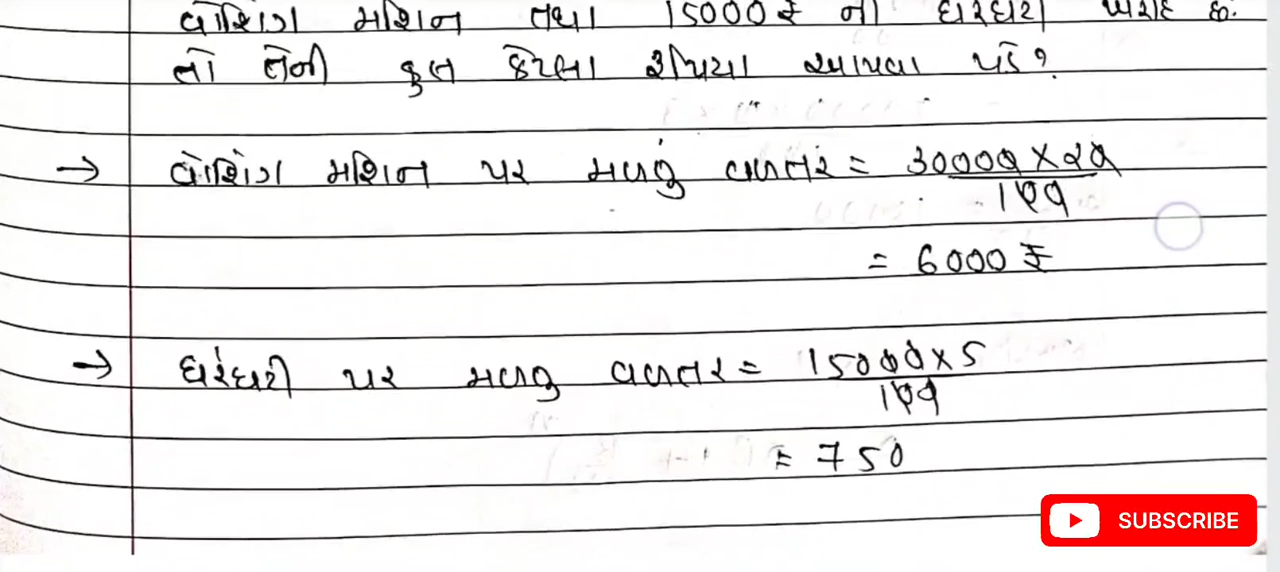 વોશિંગ મશિન તથા 15000₹ ની ઘરઘંટી ખરીદે છે.
તો તેની કુલ કેટલા રૂપિયા આપવા પડે?
→ વોશિંગ મશિન પર મળતું વળતર = 30000 × 20
100
= 6000 ₹
→ ઘરઘંટી પર મળતુ વળતર = 15000 × 5
100
= 750
SUBSCRIBE